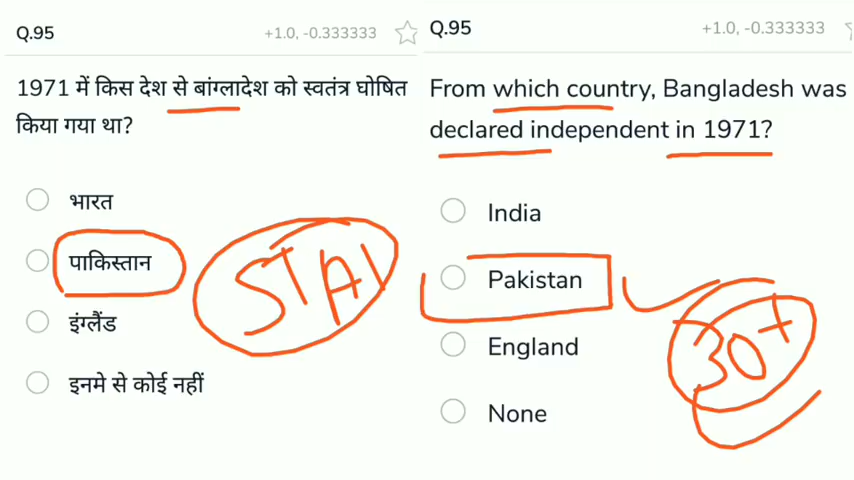 Q.95
+1.0, -0.333333
1971 में किस देश से बांग्लादेश को स्वतंत्र घोषित
किया गया था?
भारत
पाकिस्तान
इंग्लैंड
इनमे से कोई नहीं
STAI
Q.95
+1.0, -0.333333
From which country, Bangladesh was
declared independent in 1971?
India
Pakistan
England
None
30+